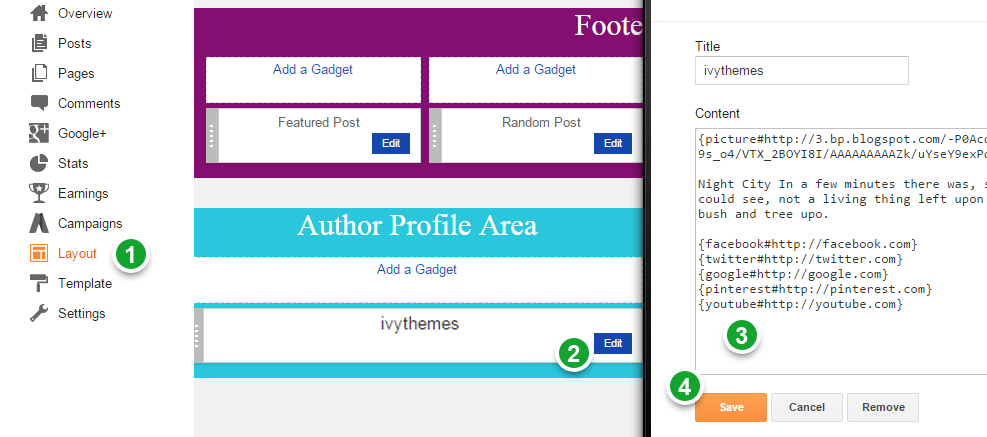 Overview
Posts
Pages
Comments
Google+
Stats
Earnings
Campaigns
Layout
1
Template
Settings
Foote
Add a Gadget
Add a Gadget
Featured Post
Edit
Random Post
Edit
Author Profile Area
Add a Gadget
ivythemes
Edit
2
Title
ivythemes
Content
{picture#http://3.bp.blogspot.com/-P0Acc
9s_o4/VTX_2BOYI8I/AAAAAAAAAZk/uYseY9exPc
Night City In a few minutes there was, s
could see, not a living thing left upon
bush and tree upo.
{facebook#http://facebook.com}
{twitter#http://twitter.com}
{google#http://google.com}
{pinterest#http://pinterest.com}
{youtube#http://youtube.com}
3
4
Save
Cancel
Remove